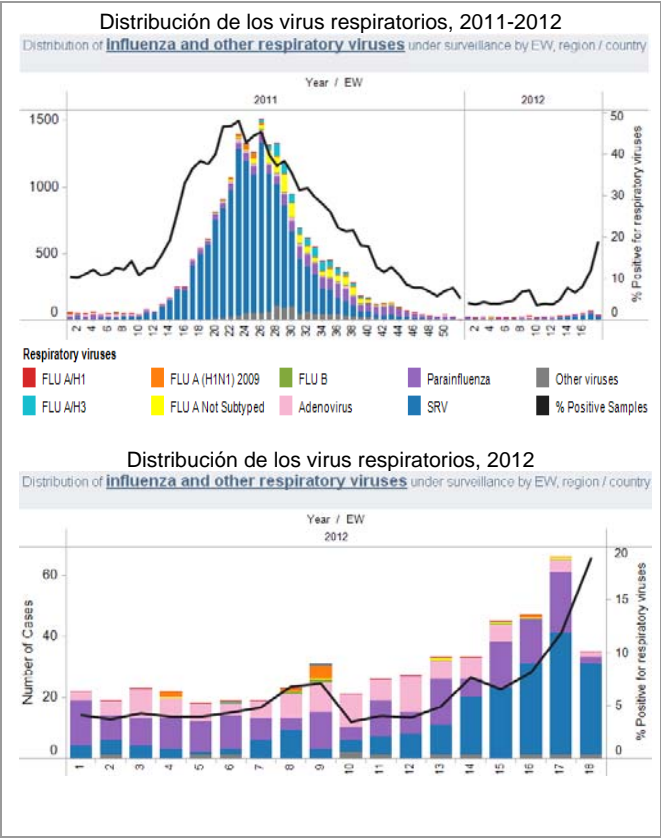 Distribución de los virus respiratorios, 2011-2012
Distribution of influenza and other respiratory viruses under surveillance by EW, region / country
Year / EW
2011 2012
1500
1000
500
0
50
40
30
20
10
0
% Positive for respiratory viruses
2 4 6 8 10 12 14 16 18 20 22 24 26 28 30 32 34 36 38 40 42 44 46 48 50 2 4 6 8 10 14 16
Respiratory viruses
FLU A/H1 FLU A (H1N1) 2009 FLU B Parainfluenza Other viruses
FLU A/H3 FLU A Not Subtyped Adenovirus SRV % Positive Samples
Distribución de los virus respiratorios, 2012
Distribution of influenza and other respiratory viruses under surveillance by EW, region / country
Year / EW
2012
Number of Cases
60
40
20
0
20
15
10
5
0
% Positive for respiratory viruses
1 2 3 4 5 6 7 8 9 10 11 12 13 14 15 16 17 18